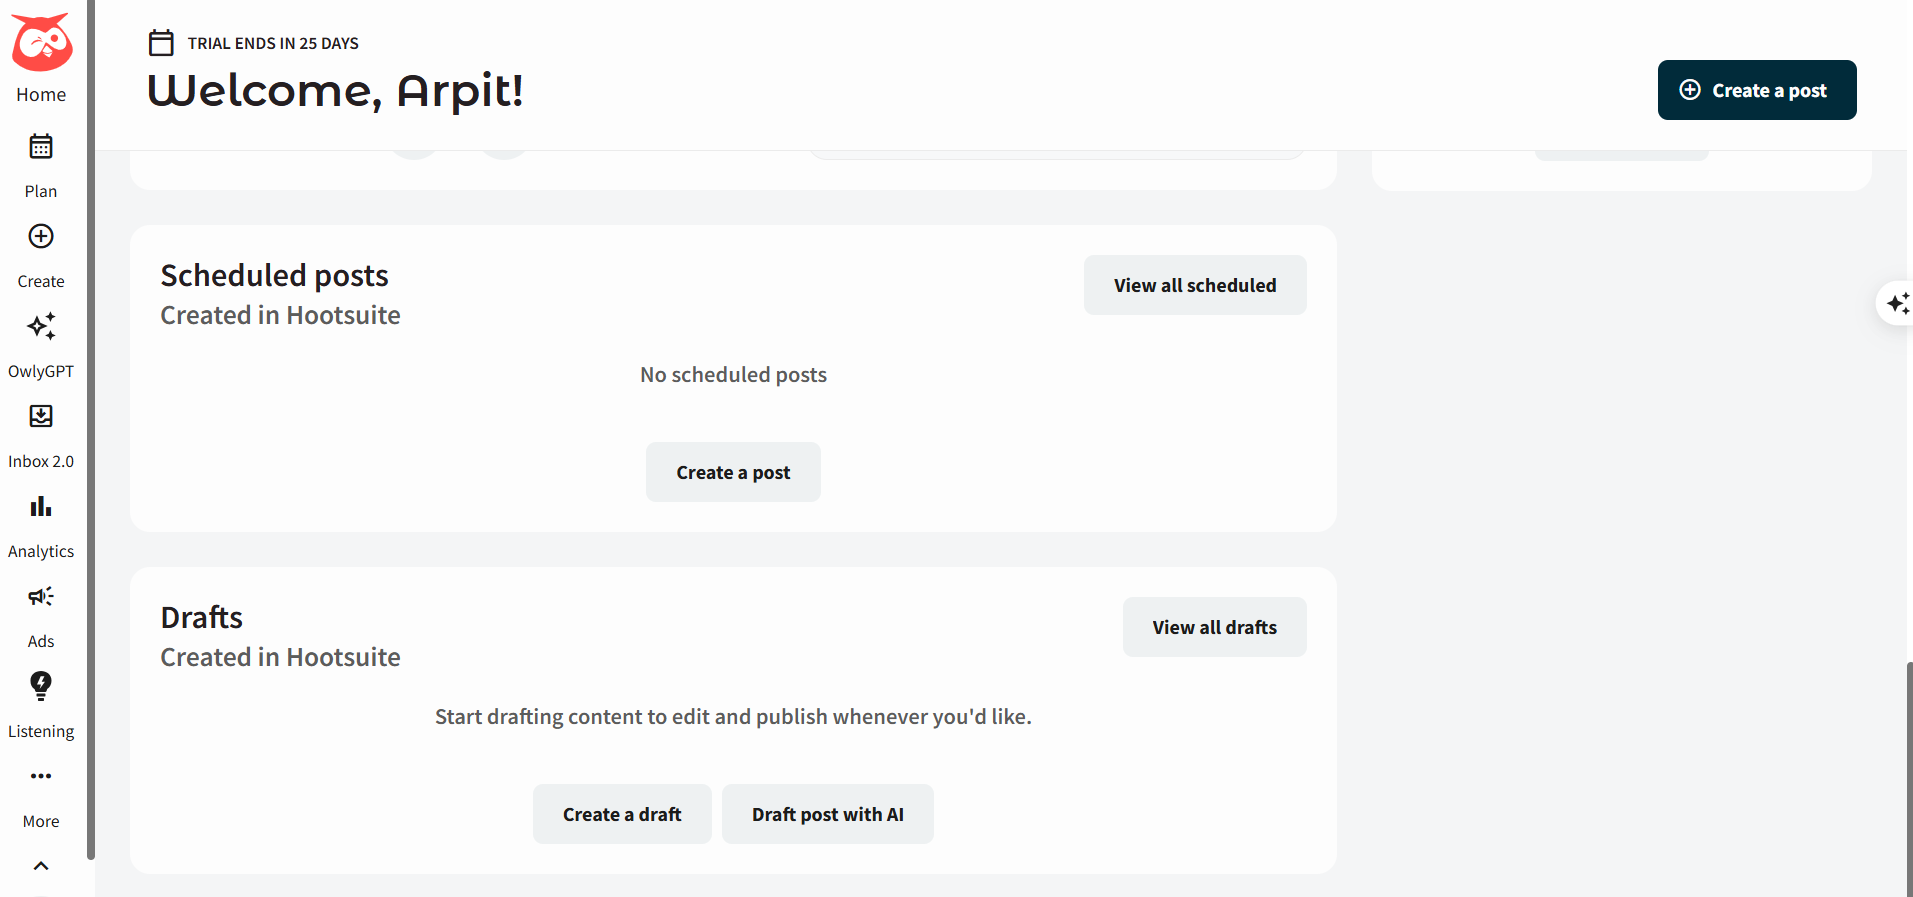 TRIAL ENDS IN 25 DAYS
Welcome, Arpit!
Create a post
Home
Plan
Create
OwlyGPT
Inbox 2.0
Analytics
Ads
Listening
More
Scheduled posts
Created in Hootsuite
View all scheduled
No scheduled posts
Create a post
Drafts
Created in Hootsuite
View all drafts
Start drafting content to edit and publish whenever you'd like.
Create a draft
Draft post with AI